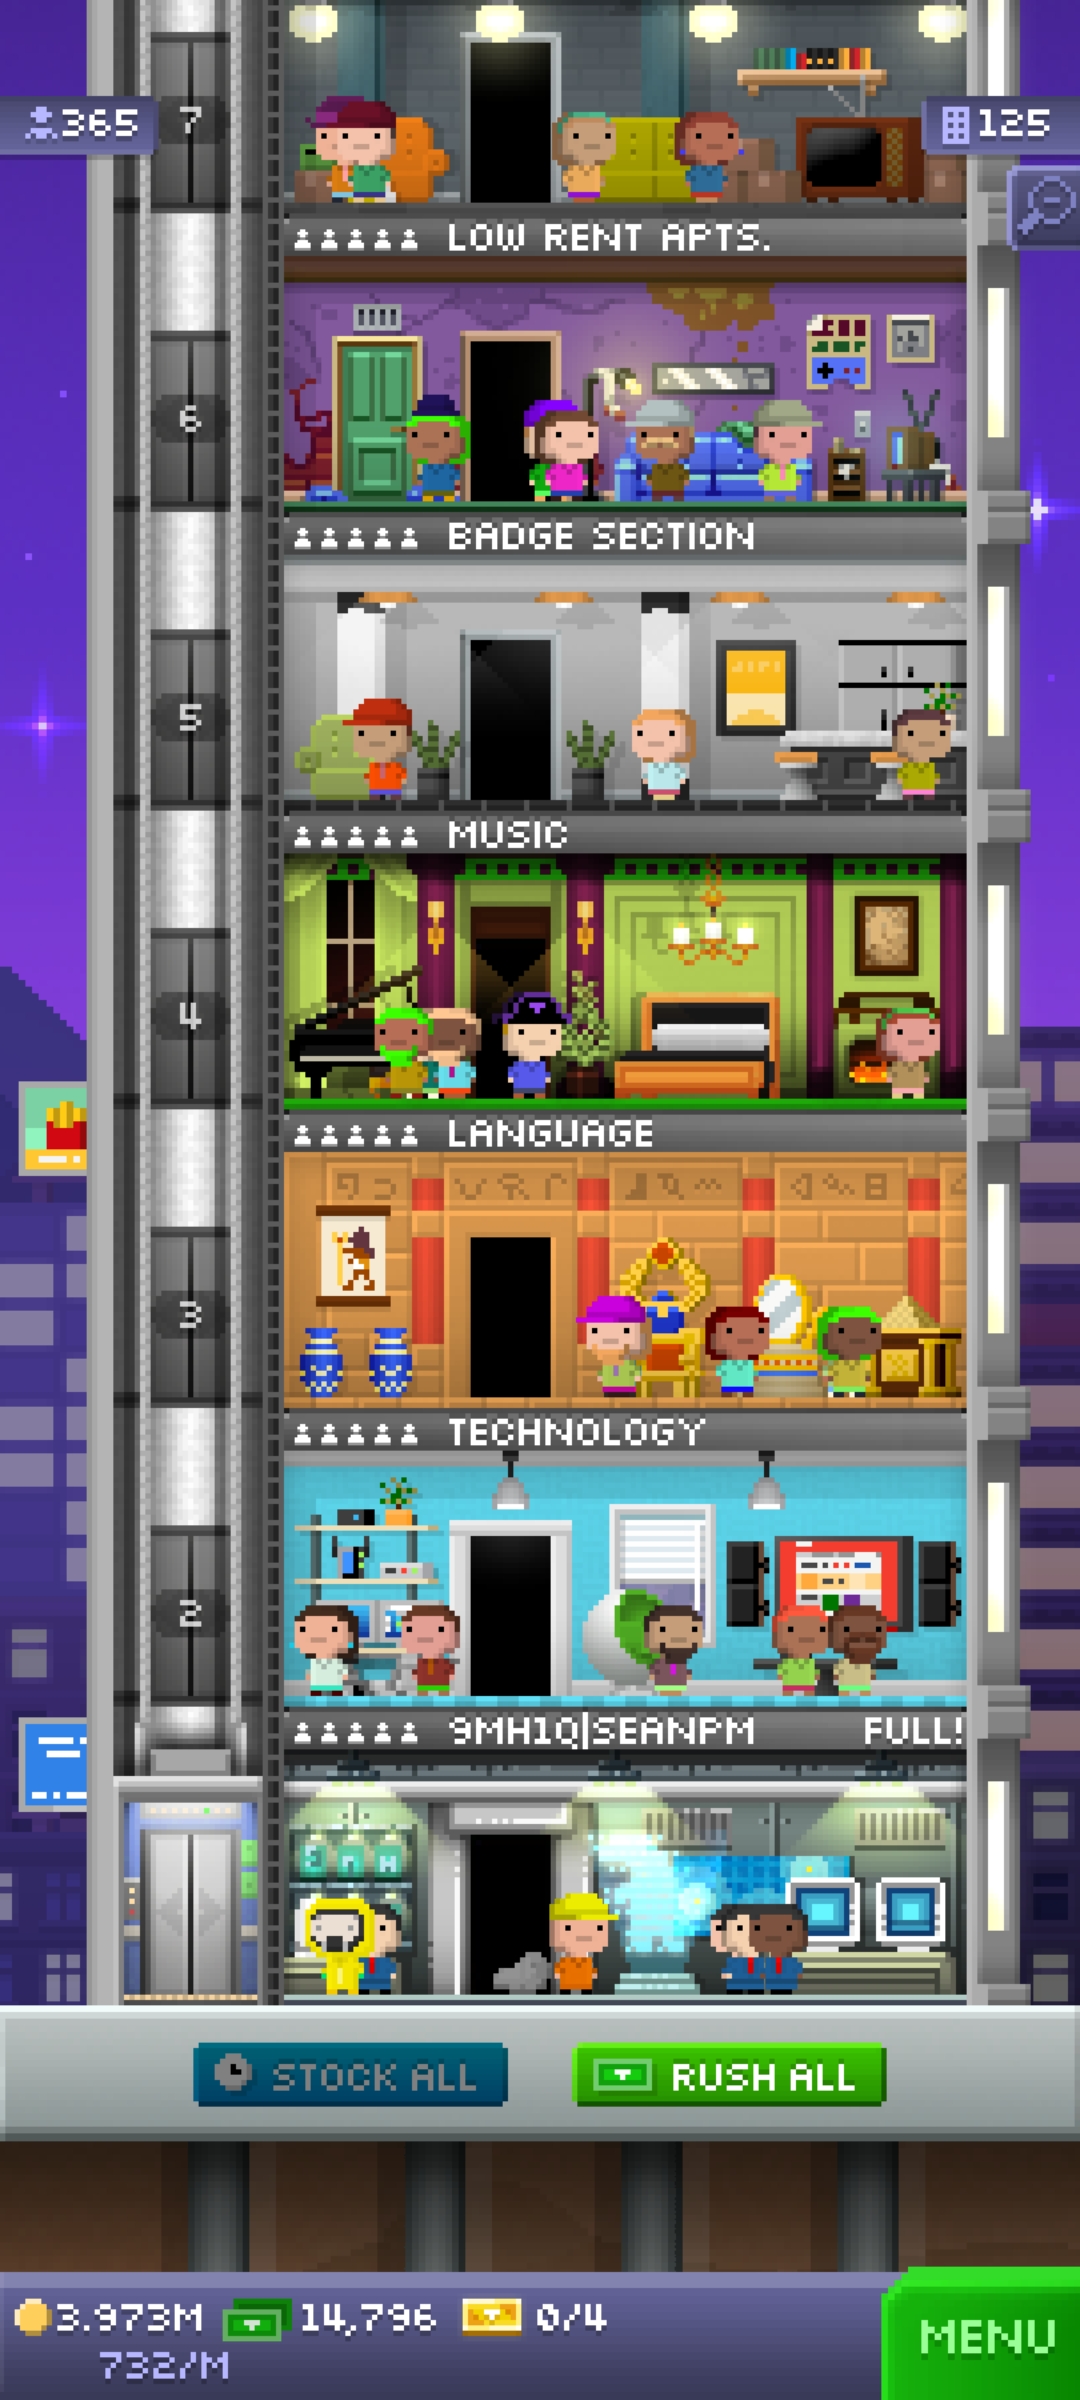 365
7
125
LOW RENT APTS.
6
BADGE SECTION
5
MUSIC
4
LANGUAGE
3
TECHNOLOGY
2
9MH1Q|SEANPM FULL!
STOCK ALL
RUSH ALL
3.973M 14,796 0/4
732/M
MENU